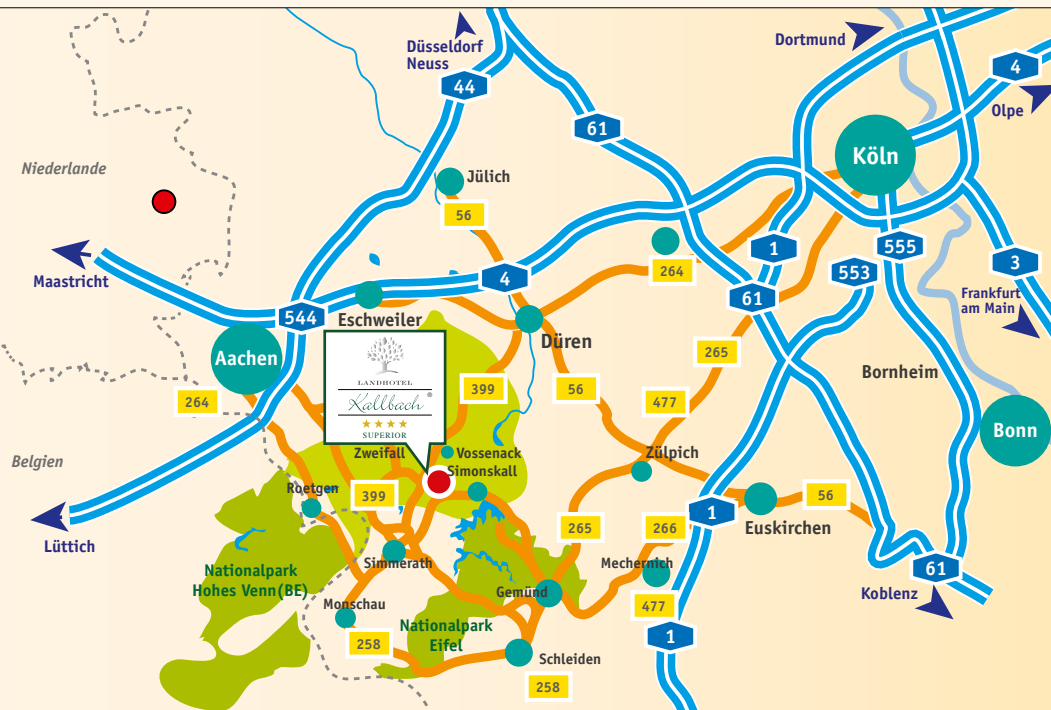 Düsseldorf
Neuss
Dortmund
44
4
Olpe
61
Köln
Niederlande
Jülich
56
Maastricht
4
264
1
555
553
3
61
Frankfurt
am Main
544
Eschweiler
Düren
Aachen
LANDHOTEL
Kallbach
®
★★★★
SUPERIOR
265
Bornheim
264
399
56
477
Bonn
Belgien
Zweifall
Vossenack
Simonskall
Zülpich
Roetgen
399
56
Lüttich
1
265
266
Euskirchen
Simmerath
Mechernich
61
Nationalpark
Hohes Venn(BE)
Gemünd
Koblenz
Monschau
477
Nationalpark
Eifel
258
1
Schleiden
258